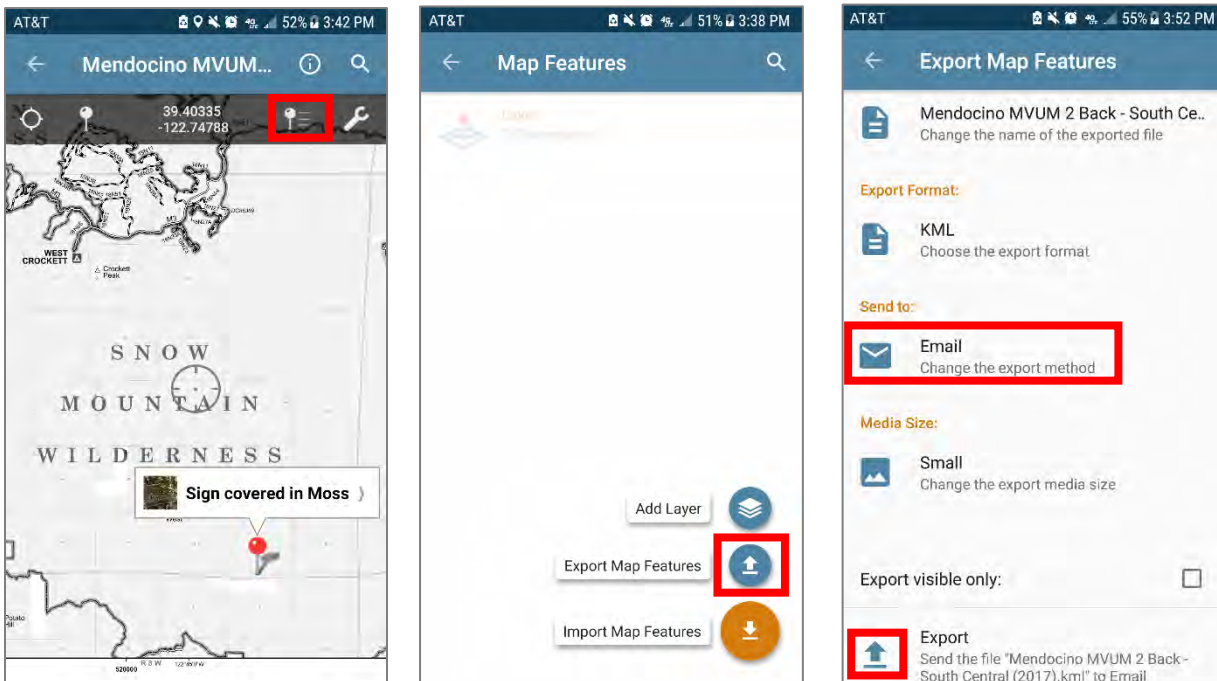 AT&T 52% 3:42 PM
Mendocino MVUM...
39.40335
-122.74788
WEST
CROCKETT
Crockett
Peak
SNOW
MOUNTAIN
WILDERNESS
Sign covered in Moss
West
Potato
Hill
520000 R 8 W
AT&T 51% 3:38 PM
Map Features
Add Layer
Export Map Features
Import Map Features
AT&T 55% 3:52 PM
Export Map Features
Mendocino MVUM 2 Back - South Ce..
Change the name of the exported file
Export Format:
KML
Choose the export format
Send to:
Email
Change the export method
Media Size:
Small
Change the export media size
Export visible only:
Export
Send the file "Mendocino MVUM 2 Back -
South Central (2017).kml" to Email